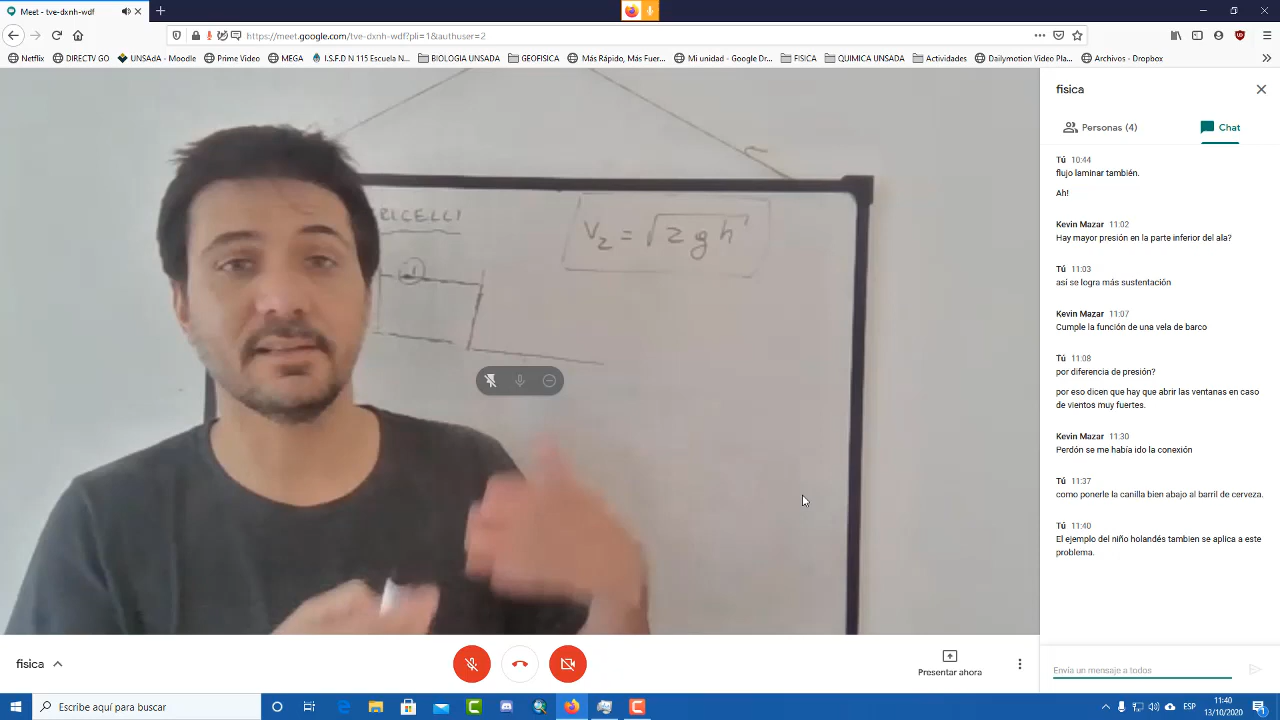 Meet - tve-dxnh-wdf
https://meet.google.com/tve-dxnh-wdf?pli=1&authuser=2
Netflix
DIRECTV GO
UNSAdA - Moodle
Prime Video
MEGA
I.S.F.D N 115 Escuela N...
BIOLOGIA UNSADA
GEOFISICA
Más Rápido, Más Fuer...
Mi unidad - Google Dr...
FISICA
QUIMICA UNSADA
Actividades
Dailymotion Video Pla...
Archivos - Dropbox
RICELLI
V2 = √2 g h
1
fisica
Personas (4)
Chat
Tú 10:44
flujo laminar también.
Ah!
Kevin Mazar 11:02
Hay mayor presión en la parte inferior del ala?
Tú 11:03
asi se logra más sustentación
Kevin Mazar 11:07
Cumple la función de una vela de barco
Tú 11:08
por diferencia de presión?
por eso dicen que hay que abrir las ventanas en caso
de vientos muy fuertes.
Kevin Mazar 11:30
Perdón se me había ido la conexión
Tú 11:37
como ponerle la canilla bien abajo al barril de cerveza.
Tú 11:40
El ejemplo del niño holandés tambien se aplica a este
problema.
Envía un mensaje a todos
fisica
Presentar ahora
Escribe aquí para buscar
ESP
11:40
13/10/2020
1